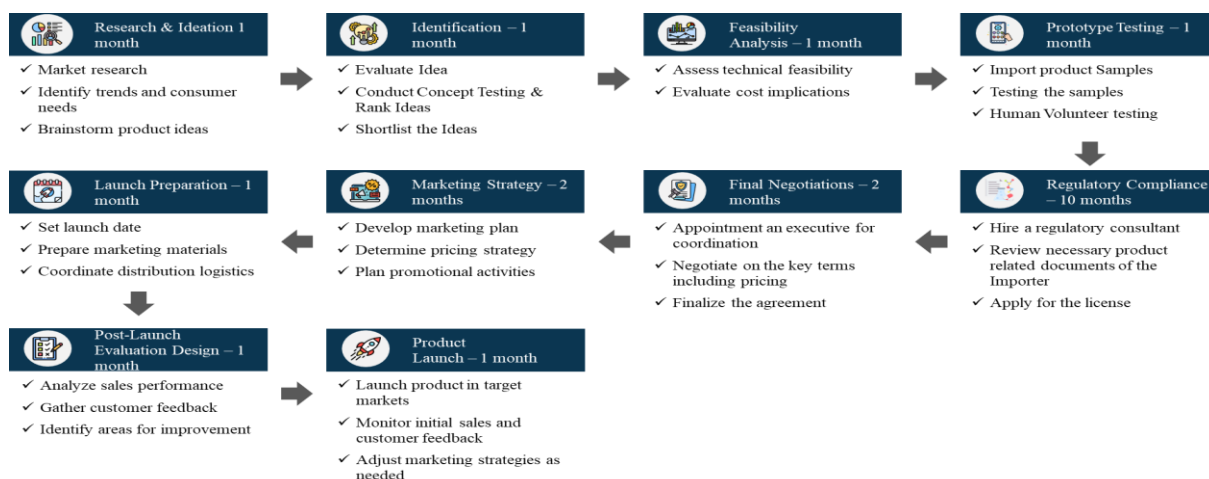 Research & Ideation 1
month
✓ Market research
✓ Identify trends and consumer
needs
✓ Brainstorm product ideas
Identification – 1
month
✓ Evaluate Idea
✓ Conduct Concept Testing &
Rank Ideas
✓ Shortlist the Ideas
Feasibility
Analysis – 1 month
✓ Assess technical feasibility
✓ Evaluate cost implications
Prototype Testing – 1
month
✓ Import product Samples
✓ Testing the samples
✓ Human Volunteer testing
Regulatory Compliance
– 10 months
✓ Hire a regulatory consultant
✓ Review necessary product
related documents of the
Importer
✓ Apply for the license
Final Negotiations – 2
months
✓ Appointment an executive for
coordination
✓ Negotiate on the key terms
including pricing
✓ Finalize the agreement
Marketing Strategy – 2
months
✓ Develop marketing plan
✓ Determine pricing strategy
✓ Plan promotional activities
Launch Preparation – 1
month
✓ Set launch date
✓ Prepare marketing materials
✓ Coordinate distribution logistics
Post-Launch
Evaluation Design – 1
month
✓ Analyze sales performance
✓ Gather customer feedback
✓ Identify areas for improvement
Product
Launch – 1 month
✓ Launch product in target
markets
✓ Monitor initial sales and
customer feedback
✓ Adjust marketing strategies as
needed